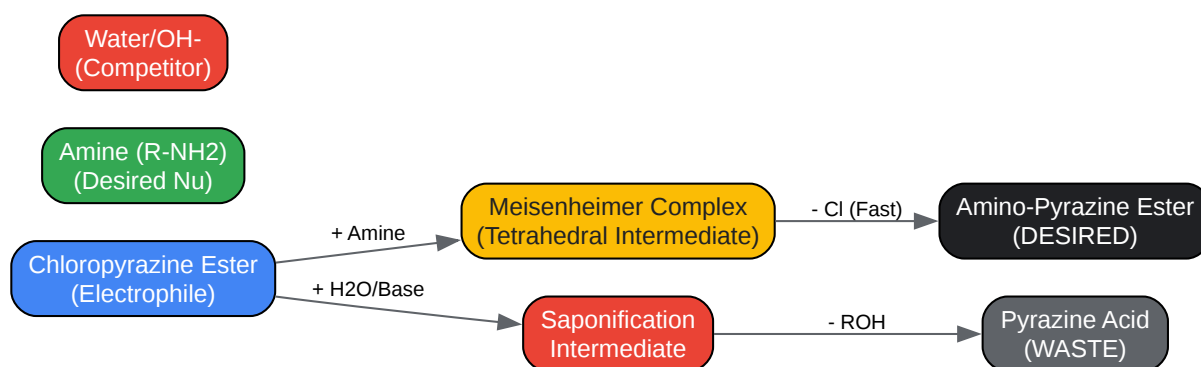 Water/OH-
(Competitor)
Amine (R-NH2)
(Desired Nu)
Chloropyrazine Ester
(Electrophile)
+ Amine
+ H2O/Base
Meisenheimer Complex
(Tetrahedral Intermediate)
- Cl (Fast)
Amino-Pyrazine Ester
(DESIRED)
Saponification
Intermediate
- ROH
Pyrazine Acid
(WASTE)